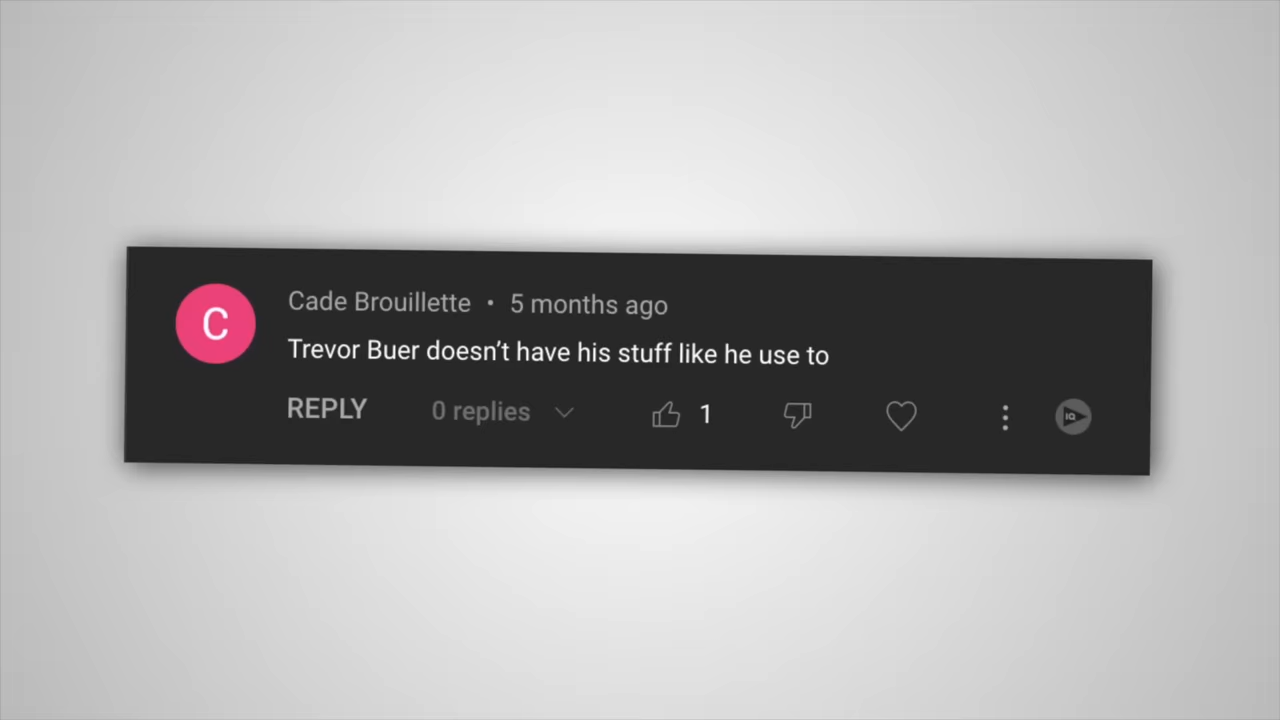 C
Cade Brouillette • 5 months ago
Trevor Buer doesn't have his stuff like he use to
REPLY 0 replies 1 IQ